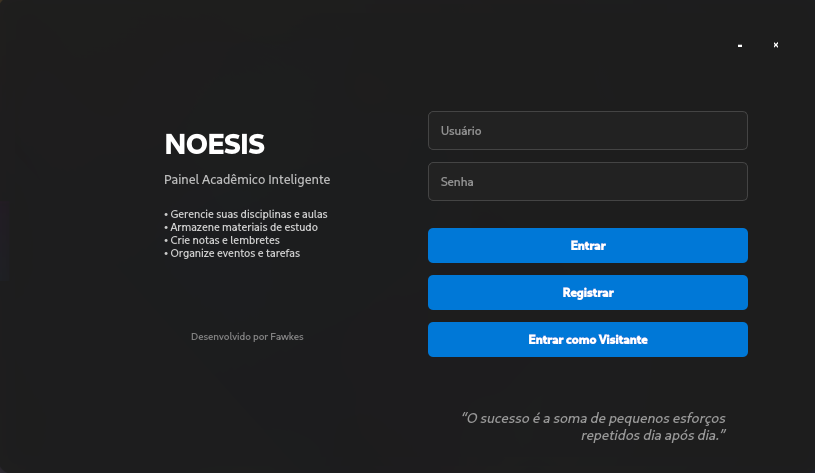 NOESIS
Painel Acadêmico Inteligente
• Gerencie suas disciplinas e aulas
• Armazene materiais de estudo
• Crie notas e lembretes
• Organize eventos e tarefas
Desenvolvido por Fawkes
Usuário
Senha
Entrar
Registrar
Entrar como Visitante
“O sucesso é a soma de pequenos esforços
repetidos dia após dia.”